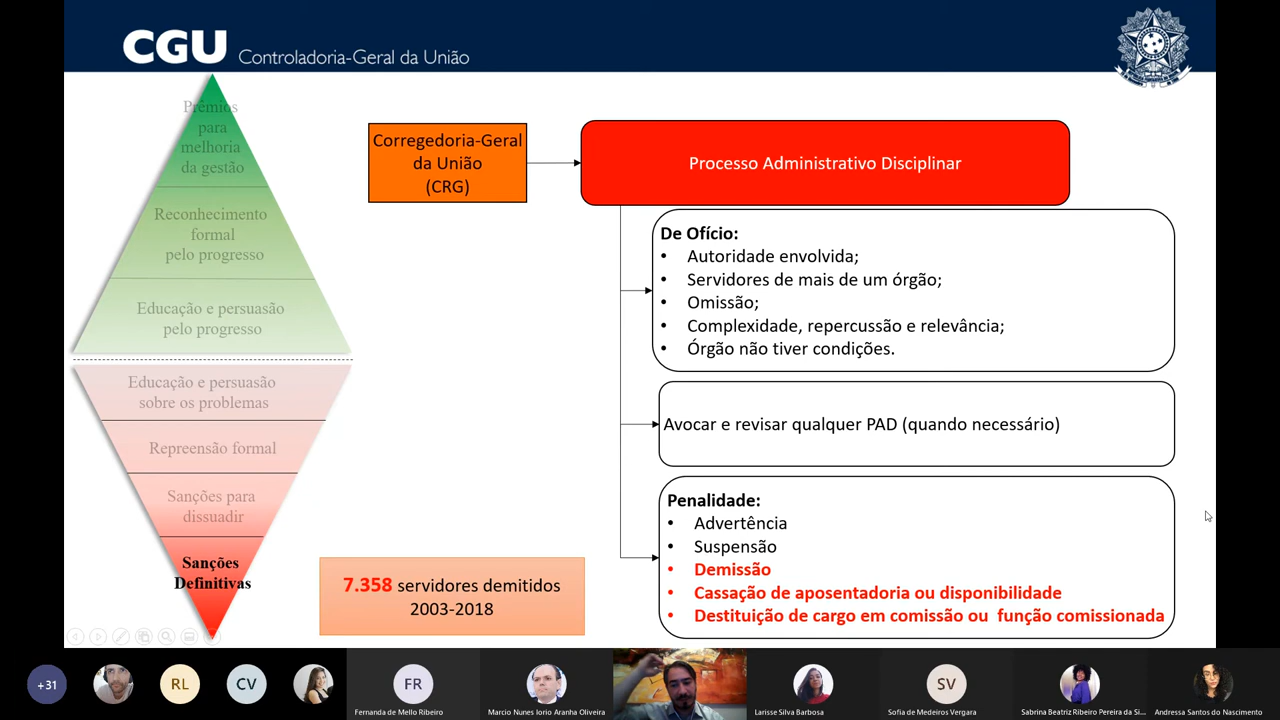 CGU Controladoria-Geral da União
Prêmios
para
melhoria
da gestão
Reconhecimento
formal
pelo progresso
Educação e persuasão
pelo progresso
Educação e persuasão
sobre os problemas
Repreensão formal
Sanções para
dissuadir
Sanções
Definitivas
Corregedoria-Geral
da União
(CRG)
Processo Administrativo Disciplinar
De Ofício:
• Autoridade envolvida;
• Servidores de mais de um órgão;
• Omissão;
• Complexidade, repercussão e relevância;
• Órgão não tiver condições.
Avocar e revisar qualquer PAD (quando necessário)
Penalidade:
• Advertência
• Suspensão
• Demissão
• Cassação de aposentadoria ou disponibilidade
• Destituição de cargo em comissão ou função comissionada
7.358 servidores demitidos
2003-2018
+31
RL
CV
FR
Fernanda de Mello Ribeiro
Marcio Nunes Iorio Aranha Oliveira
Larisse Silva Barbosa
SV
Sofia de Medeiros Vergara
Sabrina Beatriz Ribeiro Pereira da Si...
Andressa Santos do Nascimento